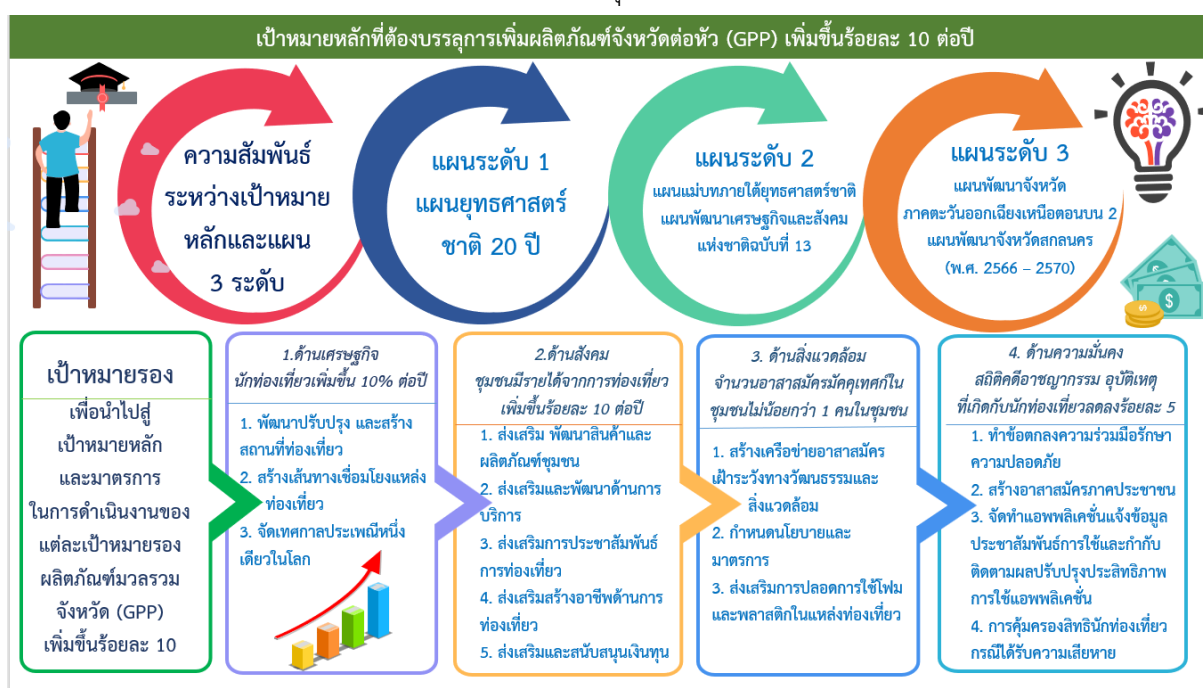 เป้าหมายหลักที่ต้องบรรลุการเพิ่มผลิตภัณฑ์จังหวัดต่อหัว (GPP) เพิ่มขึ้นร้อยละ 10 ต่อปี
ความสัมพันธ์
ระหว่างเป้าหมาย
หลักและแผน
3 ระดับ
แผนระดับ 1
แผนยุทธศาสตร์
ชาติ 20 ปี
แผนระดับ 2
แผนแม่บทภายใต้ยุทธศาสตร์ชาติ
แผนพัฒนาเศรษฐกิจและสังคม
แห่งชาติฉบับที่ 13
แผนระดับ 3
แผนพัฒนาจังหวัด
ภาคตะวันออกเฉียงเหนือตอนบน 2
แผนพัฒนาจังหวัดสกลนคร
(พ.ศ. 2566 – 2570)
เป้าหมายรอง
เพื่อนำไปสู่
เป้าหมายหลัก
และมาตรการ
ในการดำเนินงานของ
แต่ละเป้าหมายรอง
ผลิตภัณฑ์มวลรวม
จังหวัด (GPP)
เพิ่มขึ้นร้อยละ 10
1.ด้านเศรษฐกิจ
นักท่องเที่ยวเพิ่มขึ้น 10% ต่อปี
1. พัฒนาปรับปรุง และสร้าง
สถานที่ท่องเที่ยว
2. สร้างเส้นทางเชื่อมโยงแหล่ง
ท่องเที่ยว
3. จัดเทศกาลประเพณีหนึ่ง
เดียวในโลก
2.ด้านสังคม
ชุมชนมีรายได้จากการท่องเที่ยว
เพิ่มขึ้นร้อยละ 10 ต่อปี
1. ส่งเสริม พัฒนาสินค้าและ
ผลิตภัณฑ์ชุมชน
2. ส่งเสริมและพัฒนาด้านการ
บริการ
3. ส่งเสริมการประชาสัมพันธ์
การท่องเที่ยว
4. ส่งเสริมสร้างอาชีพด้านการ
ท่องเที่ยว
5. ส่งเสริมและสนับสนุนเงินทุน
3. ด้านสิ่งแวดล้อม
จำนวนอาสาสมัครมัคคุเทศก์ใน
ชุมชนไม่น้อยกว่า 1 คนในชุมชน
1. สร้างเครือข่ายอาสาสมัคร
เฝ้าระวังทางวัฒนธรรมและ
สิ่งแวดล้อม
2. กำหนดนโยบายและ
มาตรการ
3. ส่งเสริมการปลอดการใช้โฟม
และพลาสติกในแหล่งท่องเที่ยว
4. ด้านความมั่นคง
สถิติคดีอาชญากรรม อุบัติเหตุ
ที่เกิดกับนักท่องเที่ยวลดลงร้อยละ 5
1. ทำข้อตกลงความร่วมมือรักษา
ความปลอดภัย
2. สร้างอาสาสมัครภาคประชาชน
3. จัดทำแอพพลิเคชั่นแจ้งข้อมูล
ประชาสัมพันธ์การใช้และกำกับ
ติดตามผลปรับปรุงประสิทธิภาพ
การใช้แอพพลิเคชั่น
4. การคุ้มครองสิทธินักท่องเที่ยว
กรณีได้รับความเสียหาย